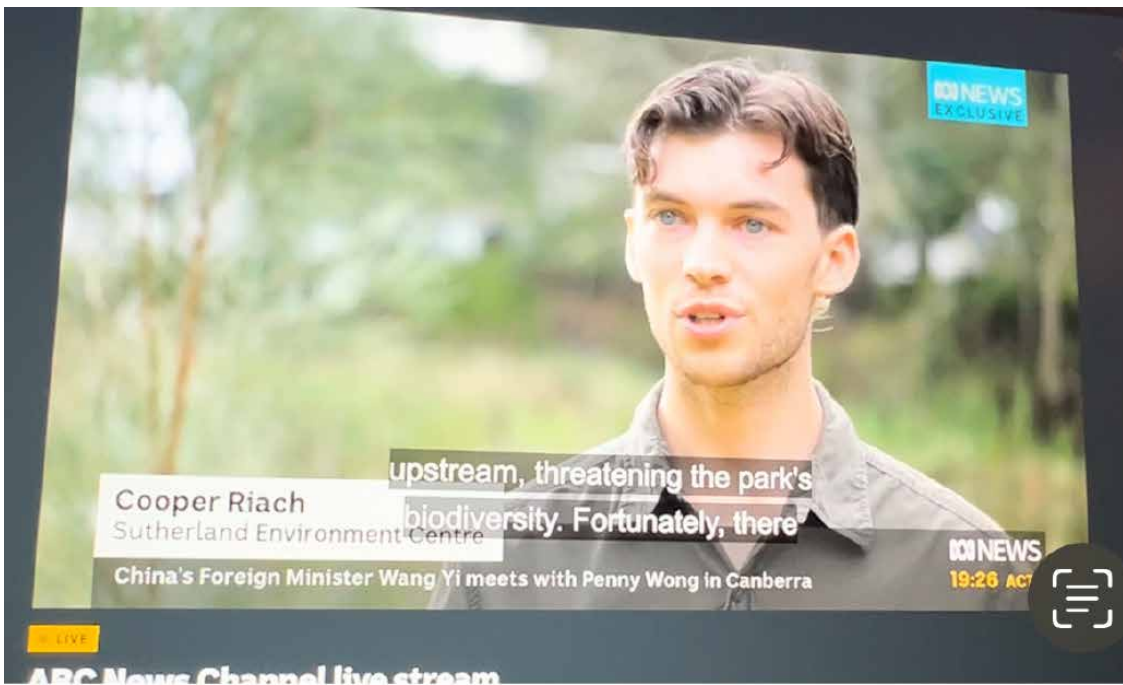 ABC NEWS
EXCLUSIVE
upstream, threatening the park's
biodiversity. Fortunately, there
Cooper Riach
Sutherland Environment Centre
China's Foreign Minister Wang Yi meets with Penny Wong in Canberra
NEWS
19:26 ACT
LIVE
ABC News Channel live stream